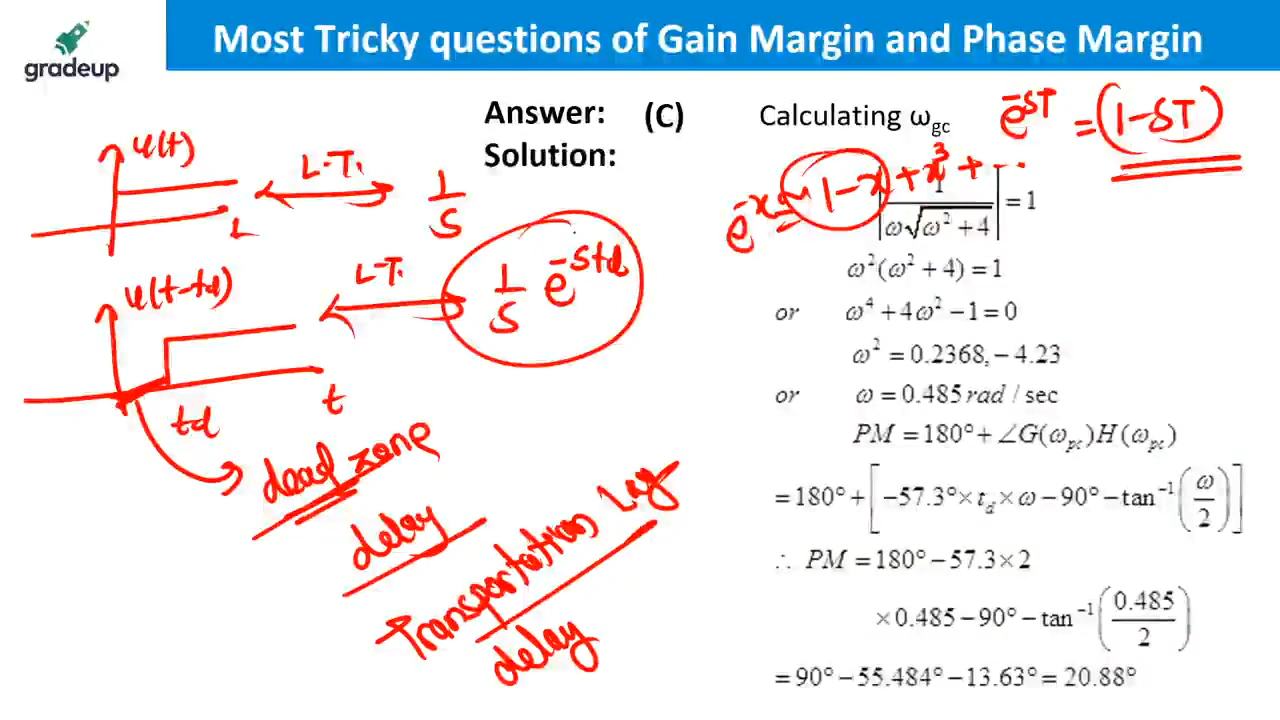 gradeup
Most Tricky questions of Gain Margin and Phase Margin
Answer: (C)
Solution:
Calculating ω_gc
e^-sT = (1-sT)
e^-x = 1-x+x^3+...
|1/(ω√(ω²+4))| = 1
ω²(ω²+4)=1
or ω⁴+4ω²−1=0
ω²=0.2368,−4.23
or ω=0.485rad/sec
PM=180°+∠G(ω_pc)H(ω_pc)
=180°+[−57.3°×t_d×ω−90°−tan⁻¹(ω/2)]
∴ PM=180°−57.3×2
×0.485−90°−tan⁻¹(0.485/2)
=90°−55.484°−13.63°=20.88°
u(t)
L.T.
1/s
u(t-td)
L.T.
1/s e^-std
td
t
dead zone
delay
Transportation Lag
delay